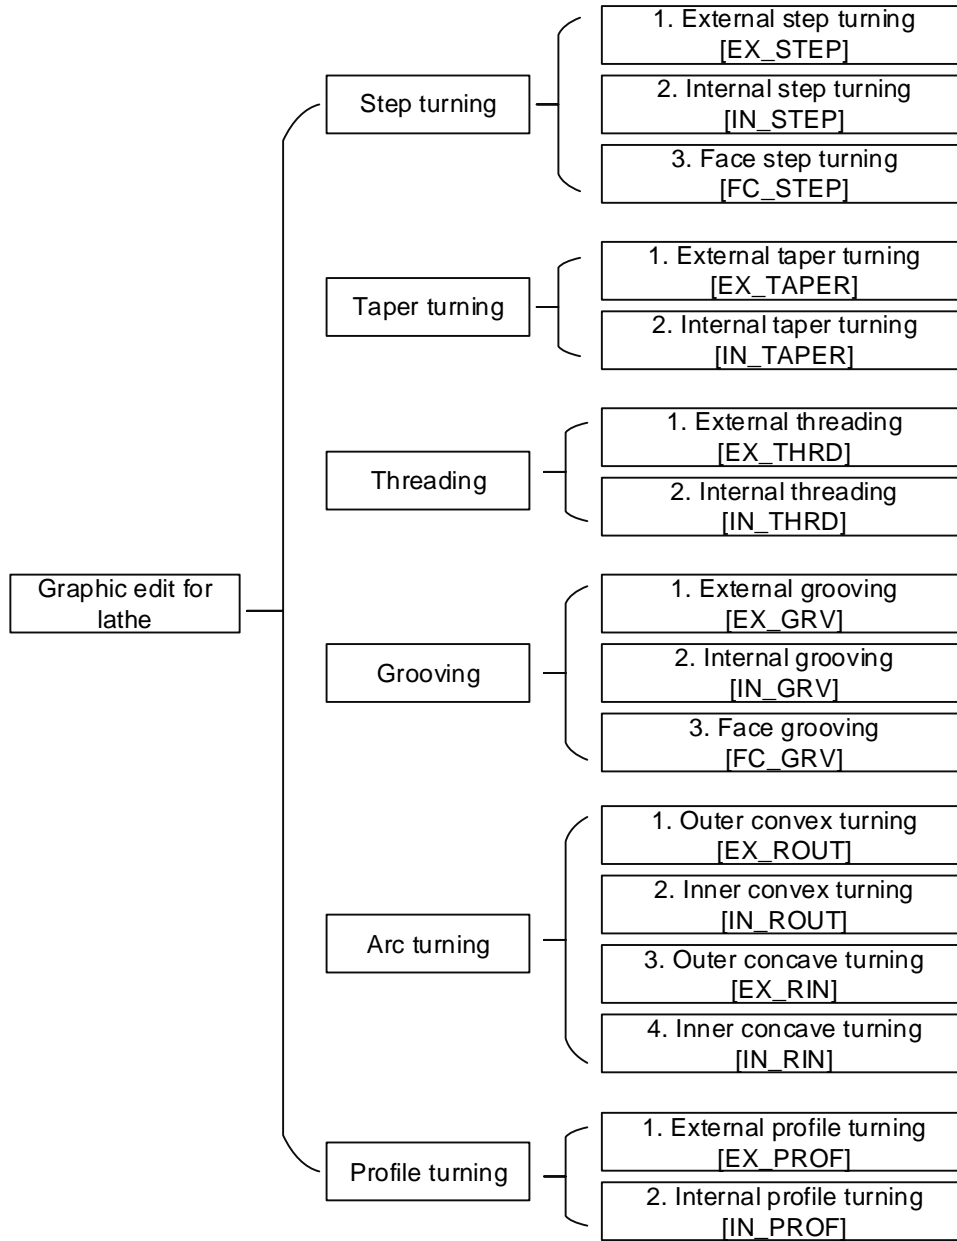 Graphic edit for
lathe
Step turning
1. External step turning
[EX_STEP]
2. Internal step turning
[IN_STEP]
3. Face step turning
[FC_STEP]
Taper turning
1. External taper turning
[EX_TAPER]
2. Internal taper turning
[IN_TAPER]
Threading
1. External threading
[EX_THRD]
2. Internal threading
[IN_THRD]
Grooving
1. External grooving
[EX_GRV]
2. Internal grooving
[IN_GRV]
3. Face grooving
[FC_GRV]
Arc turning
1. Outer convex turning
[EX_ROUT]
2. Inner convex turning
[IN_ROUT]
3. Outer concave turning
[EX_RIN]
4. Inner concave turning
[IN_RIN]
Profile turning
1. External profile turning
[EX_PROF]
2. Internal profile turning
[IN_PROF]